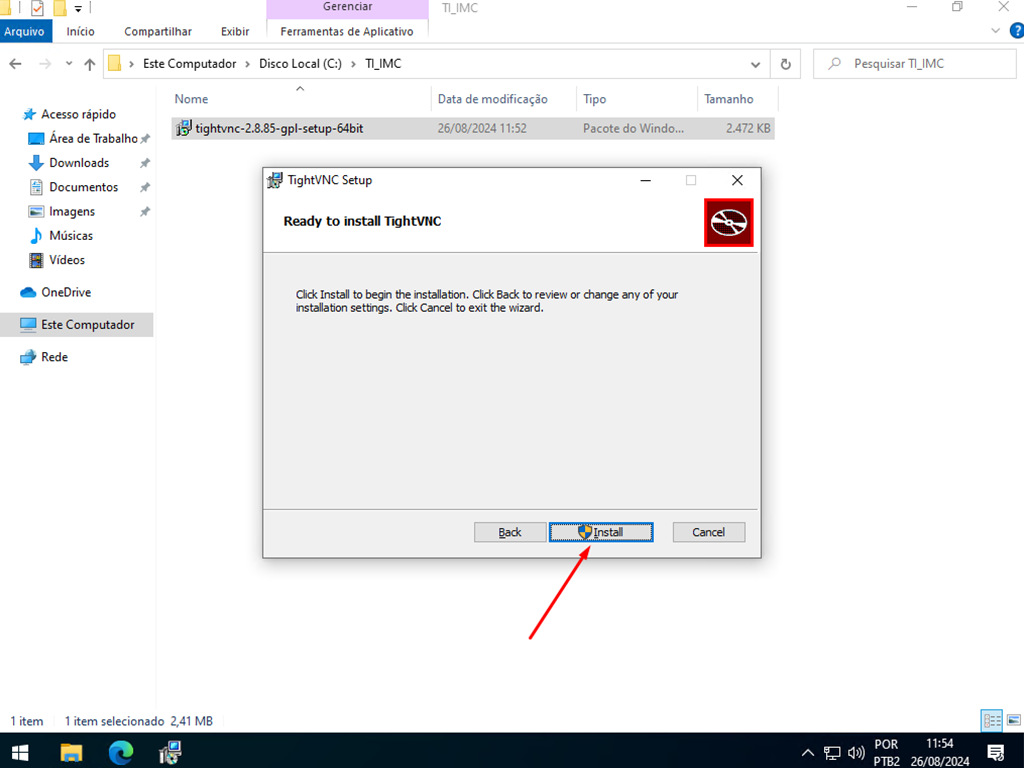 Gerenciar
TI_IMC
Arquivo
Início
Compartilhar
Exibir
Ferramentas de Aplicativo
Este Computador > Disco Local (C:) > TI_IMC
Pesquisar TI_IMC
Nome
Data de modificação
Tipo
Tamanho
tightvnc-2.8.85-gpl-setup-64bit
26/08/2024 11:52
Pacote do Windo...
2.472 KB
Acesso rápido
Área de Trabalho
Downloads
Documentos
Imagens
Músicas
Vídeos
OneDrive
Este Computador
Rede
TightVNC Setup
Ready to install TightVNC
Click Install to begin the installation. Click Back to review or change any of your
installation settings. Click Cancel to exit the wizard.
Back
Install
Cancel
1 item
1 item selecionado 2,41 MB
POR
PTB2
11:54
26/08/2024